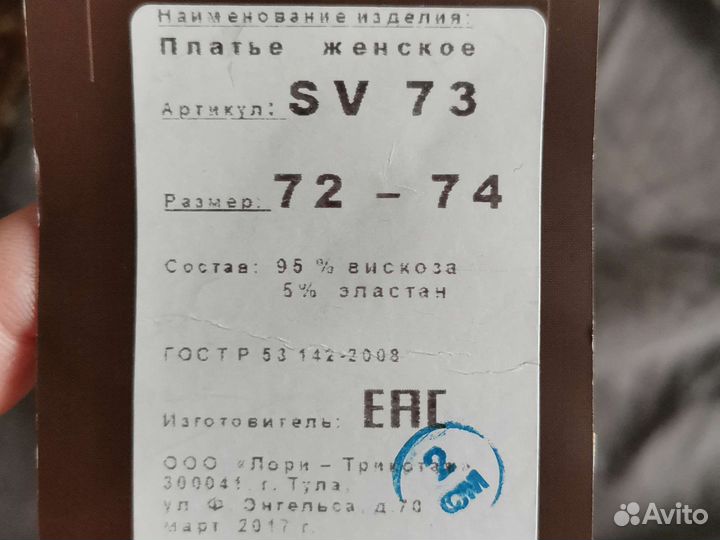 Наименование изделия:
Платье женское
Артикул: SV 73
Размер: 72 - 74
Состав: 95 % вискоза
5% эластан
ГОСТ Р 53 142-2008
Изготовитель: ЕАС
ООО «Лори – Трикотаж»
300041, г. Тула,
ул. Ф. Энгельса, д.70
март 2017 г.
Avito